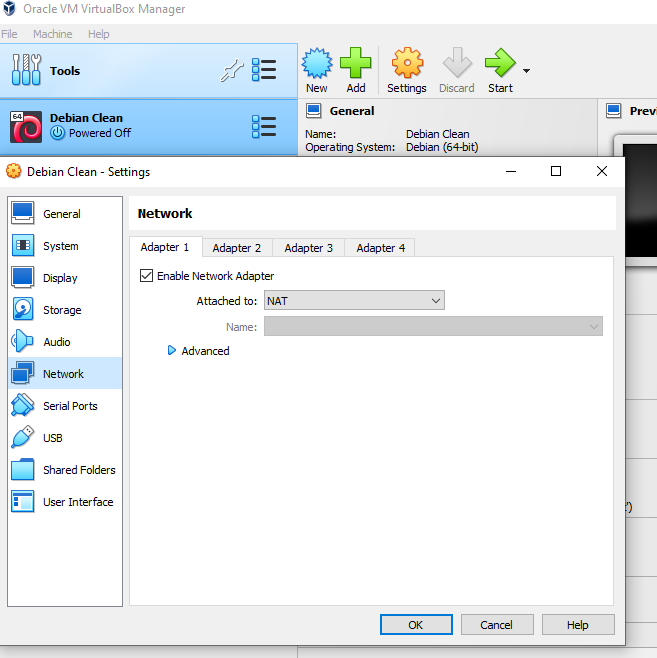 Oracle VM VirtualBox Manager
File Machine Help
Tools
New Add Settings Discard Start
64
Debian Clean
Powered Off
General
Name: Debian Clean
Operating System: Debian (64-bit)
Previ
Debian Clean - Settings
General
System
Display
Storage
Audio
Network
Serial Ports
USB
Shared Folders
User Interface
Network
Adapter 1 Adapter 2 Adapter 3 Adapter 4
Enable Network Adapter
Attached to: NAT
Name:
Advanced
OK Cancel Help